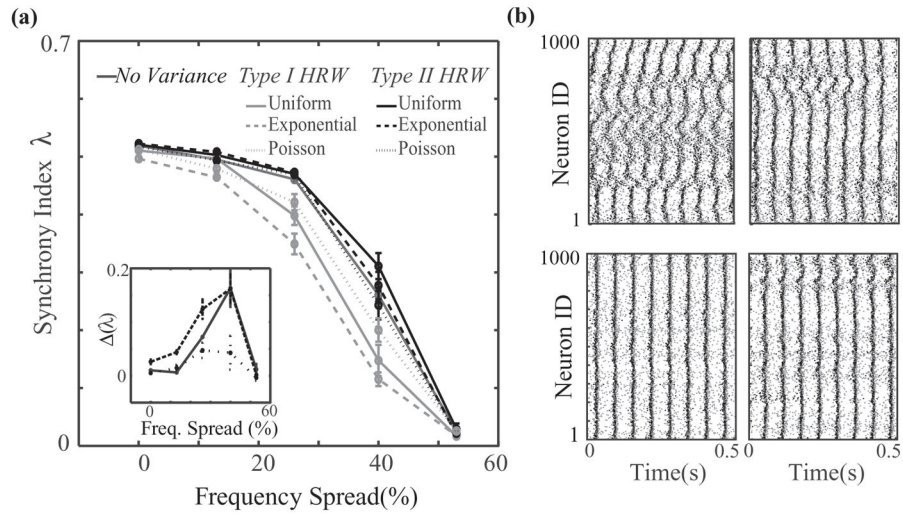 (a)
0.7
No Variance Type I HRW Type II HRW
Uniform Uniform
Exponential Exponential
Poisson Poisson
Synchrony Index λ
0.2
Δ(λ)
0
0 60
Freq. Spread (%)
0
0 20 40 60
Frequency Spread(%)
(b)
1000
Neuron ID
1
1000
Neuron ID
1
0 0.5 0 0.5
Time(s) Time(s)